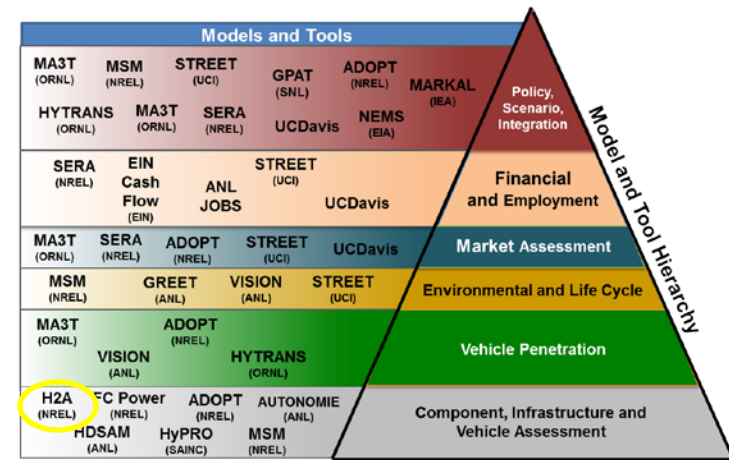 Models and Tools
MA3T MSM STREET GPAT ADOPT MARKAL
(ORNL) (NREL) (UCI) (SNL) (NREL) (IEA)
HYTRANS MA3T SERA UCDavis NEMS
(ORNL) (ORNL) (NREL) (EIA)
Policy,
Scenario,
Integration
SERA EIN STREET
(NREL) Cash ANL (UCI)
Flow JOBS UCDavis
(EIN)
Financial
and Employment
MA3T SERA ADOPT STREET UCDavis
(ORNL) (NREL) (NREL) (UCI)
Market Assessment
MSM GREET VISION STREET
(NREL) (ANL) (ANL) (UCI)
Environmental and Life Cycle
MA3T ADOPT
(ORNL) (NREL)
VISION HYTRANS
(ANL) (ORNL)
Vehicle Penetration
H2A FC Power ADOPT AUTONOMIE
(NREL) (NREL) (NREL) (ANL)
HDSAM HyPRO MSM
(ANL) (SAINC) (NREL)
Component, Infrastructure and
Vehicle Assessment
Model and Tool Hierarchy